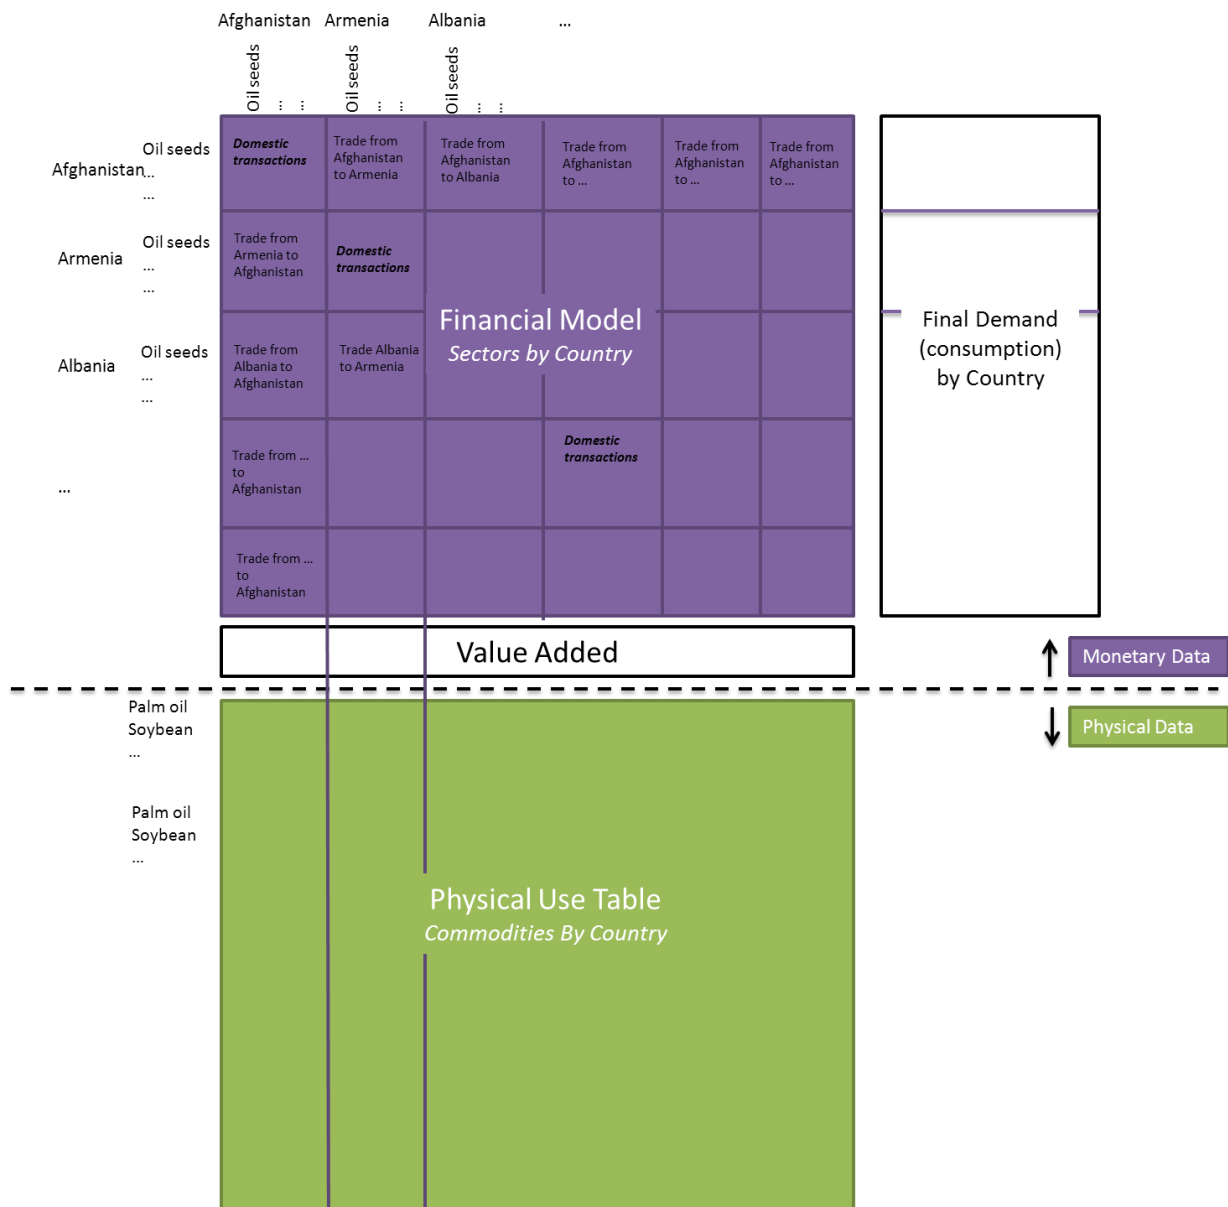 Afghanistan Armenia Albania ...
Oil seeds
...
...
Oil seeds
...
...
Oil seeds
...
...
Afghanistan
Oil seeds
...
...
Domestic
transactions
Trade from
Afghanistan
to Armenia
Trade from
Afghanistan
to Albania
Trade from
Afghanistan
to ...
Trade from
Afghanistan
to ...
Trade from
Afghanistan
to ...
Armenia
Oil seeds
...
...
Trade from
Armenia to
Afghanistan
Domestic
transactions
Financial Model
Sectors by Country
Final Demand
(consumption)
by Country
Albania
Oil seeds
...
...
Trade from
Albania to
Afghanistan
Trade Albania
to Armenia
...
Trade from ...
to
Afghanistan
Domestic
transactions
Trade from ...
to
Afghanistan
Value Added
Monetary Data
Palm oil
Soybean
...
Physical Data
Palm oil
Soybean
...
Physical Use Table
Commodities By Country